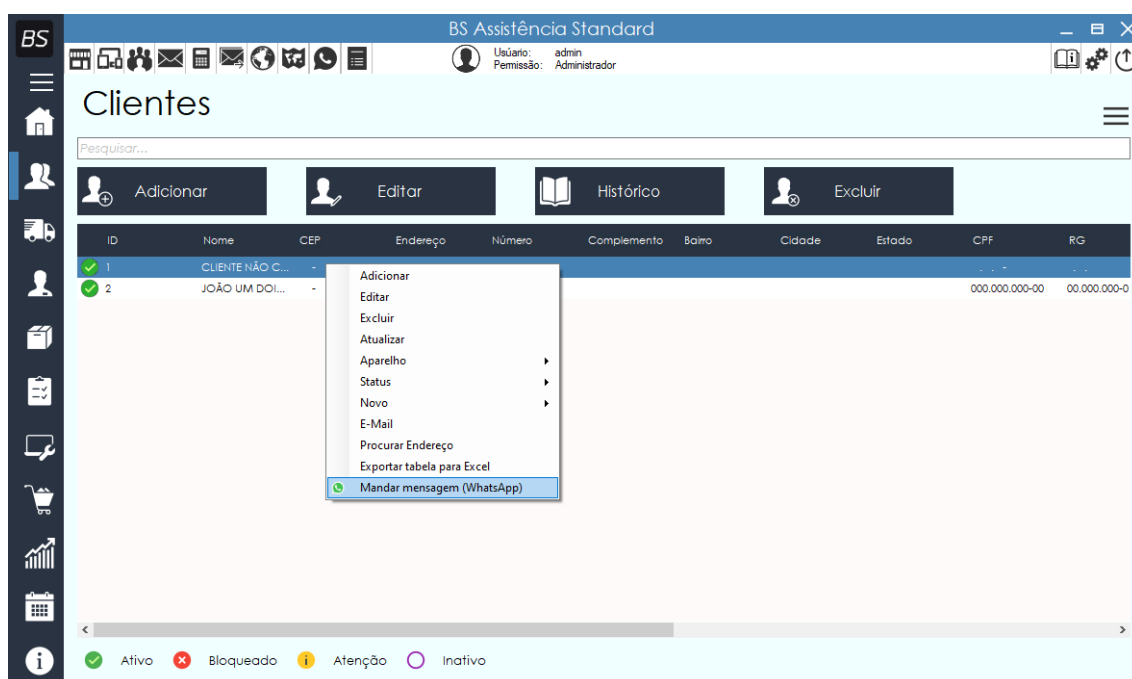 BS
BS Assistência Standard
Usúario: admin
Permissão: Administrador
Clientes
Pesquisar...
Adicionar
Editar
Histórico
Excluir
ID Nome CEP Endereço Número Complemento Bairro Cidade Estado CPF RG
1 CLIENTE NÃO C... - . . - . .
2 JOÃO UM DOI... - 000.000.000-00 00.000.000-0
Adicionar
Editar
Excluir
Atualizar
Aparelho
Status
Novo
E-Mail
Procurar Endereço
Exportar tabela para Excel
Mandar mensagem (WhatsApp)
Ativo Bloqueado Atenção Inativo